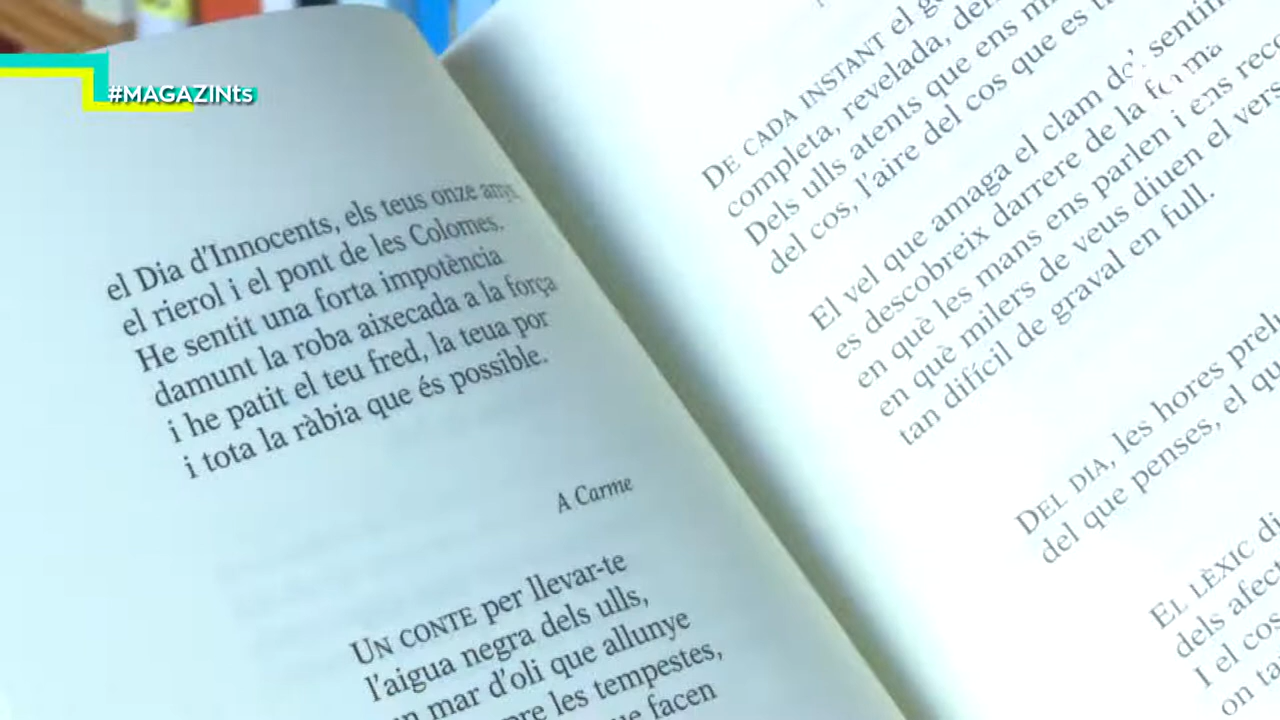 #MAGAZINts
el Dia d'Innocents, els teus onze anys,
el rierol i el pont de les Colomes.
He sentit una forta impotència
damunt la roba aixecada a la força
i he patit el teu fred, la teua por
i tota la ràbia que és possible.
A Carme
UN CONTE per llevar-te
l'aigua negra dels ulls,
un mar d'oli que allunye
les tempestes,
facen
DE CADA INSTANT el
completa, revelada,
Dels ulls atents que ens
del cos, l'aire del cos que es
El vel que amaga el clam
es descobreix darrere de la forma
en què les mans ens parlen i ens
en què milers de veus diuen el
tan difícil de graval en full.
DEL DIA, les hores
del que penses, el
EL LÈXIC
dels
I el cos
on